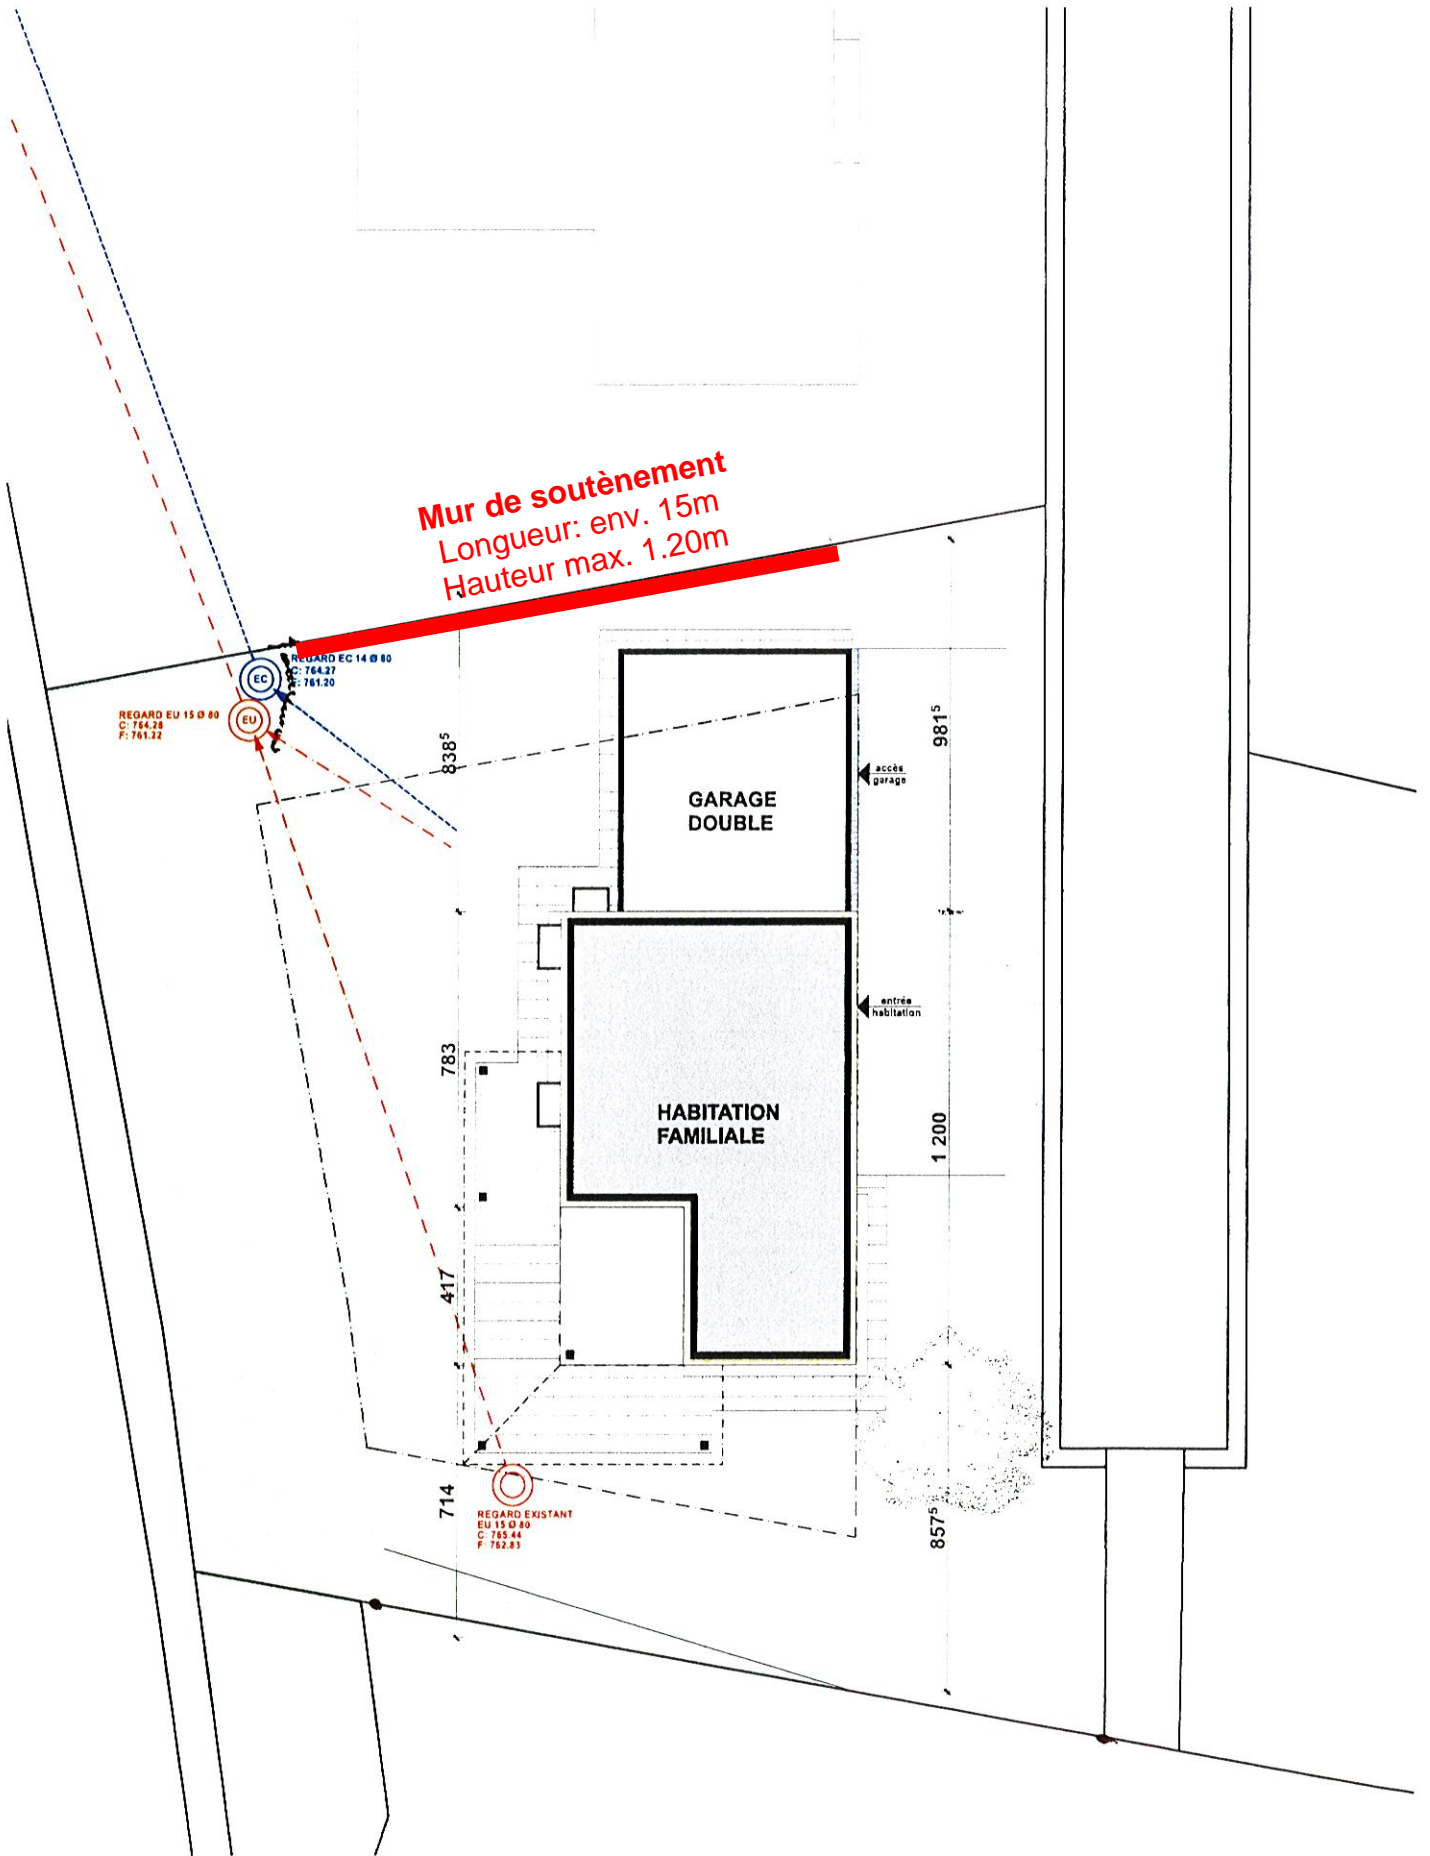 Mur de soutènement
Longueur: env. 15m
Hauteur max. 1.20m
REGARD EC 14 Ø 80
C: 764.27
: 761.20
EC
REGARD EU 15 Ø 80
C: 764.28
F: 761.22
EU
838⁵
981⁵
accès
garage
GARAGE
DOUBLE
entrée
habitation
783
HABITATION
FAMILIALE
1 200
417
714
REGARD EXISTANT
EU 15 Ø 80
C: 765.44
F: 762.83
857⁵